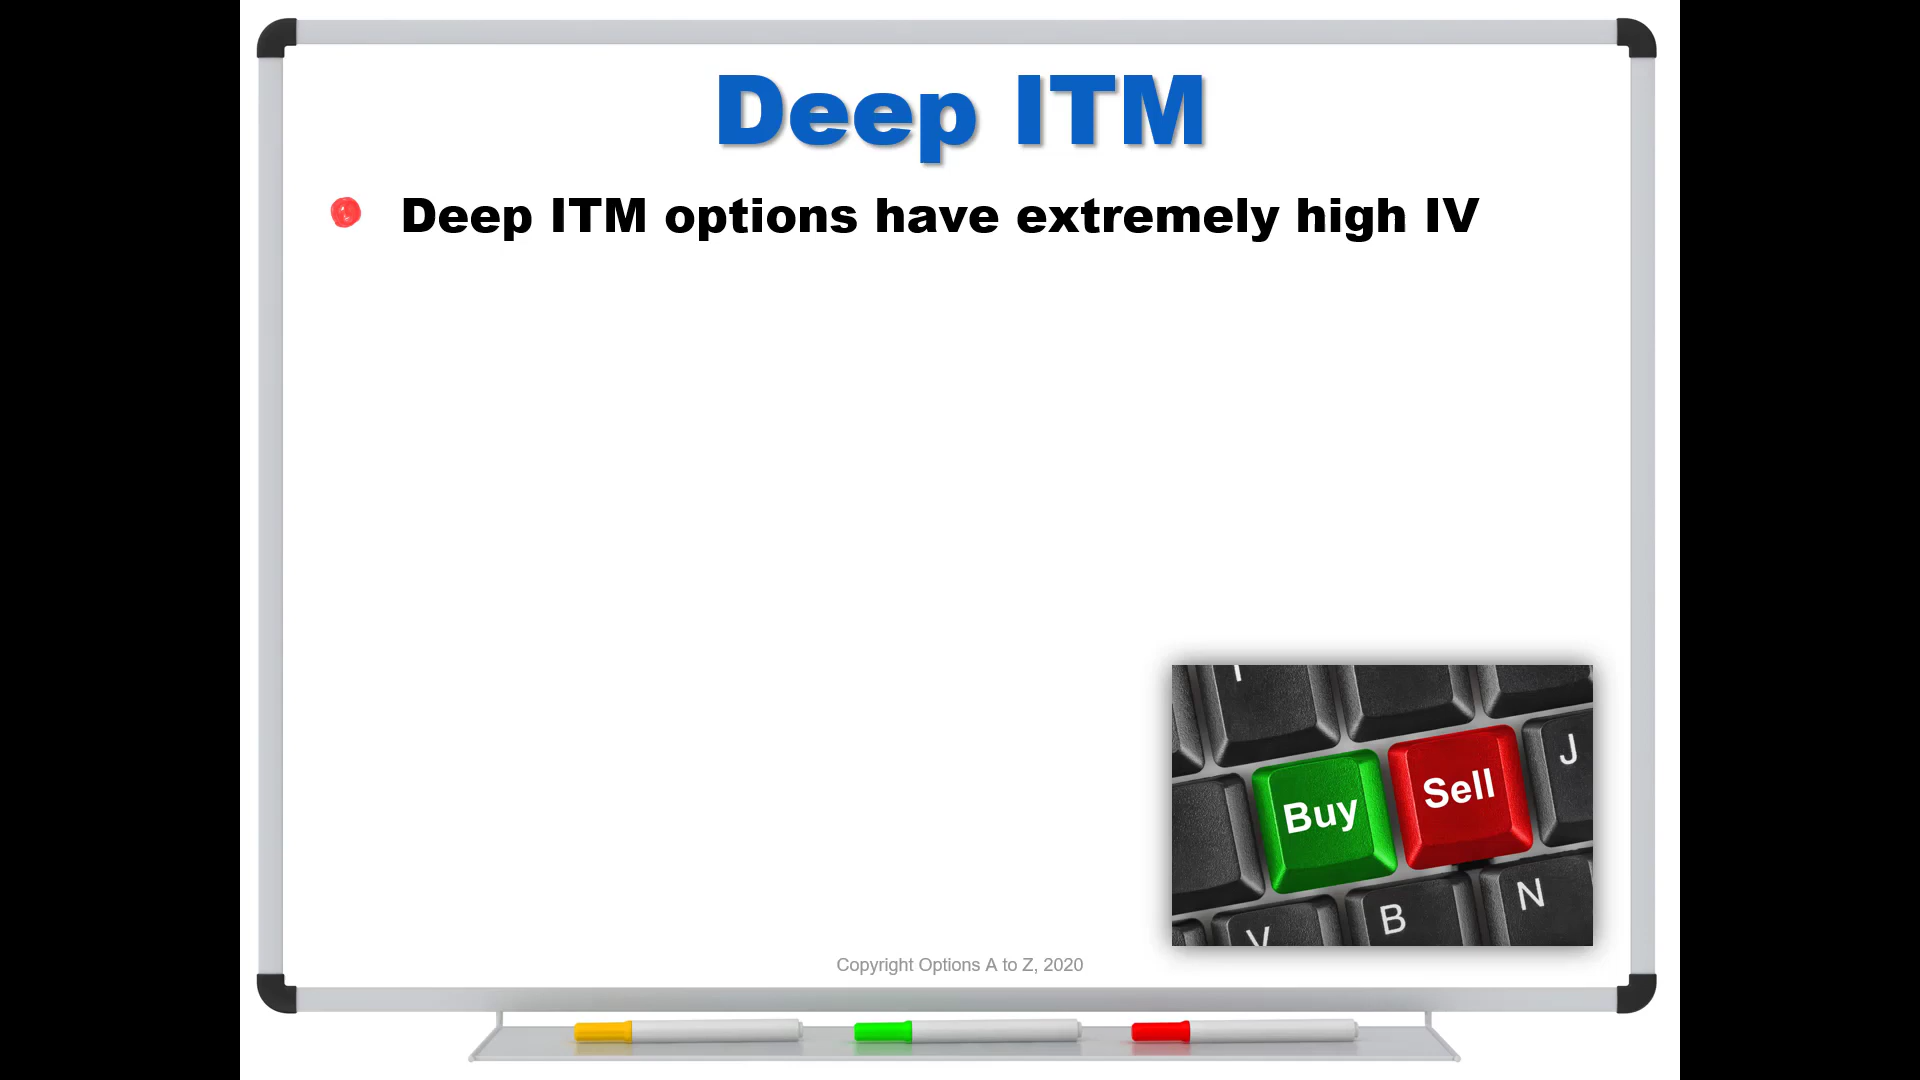 Deep ITM
Deep ITM options have extremely high IV
Buy
Sell
J
V
B
N
Copyright Options A to Z, 2020